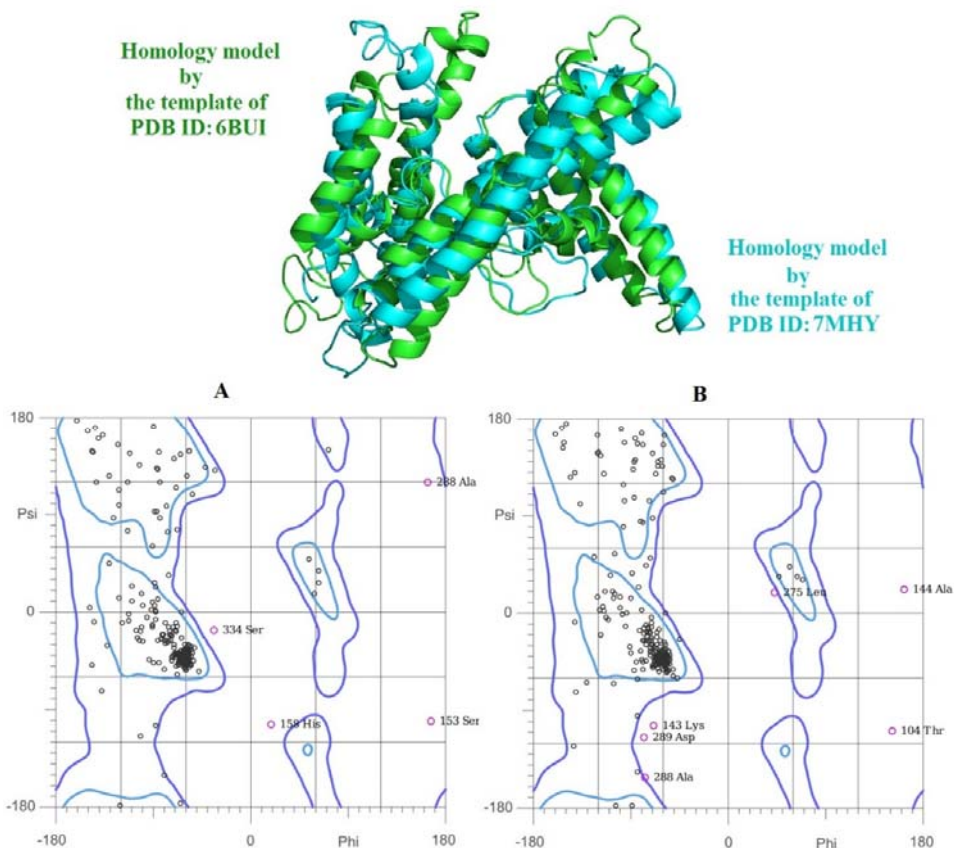 Homology model
by
the template of
PDB ID: 6BUI
Homology model
by
the template of
PDB ID: 7MHY
A
180
Psi
0
-180
-180
0
Phi
180
288 Ala
334 Ser
158 His
153 Ser
B
180
Psi
0
-180
-180
0
Phi
180
275 Leu
144 Ala
143 Lys
289 Asp
104 Thr
288 Ala